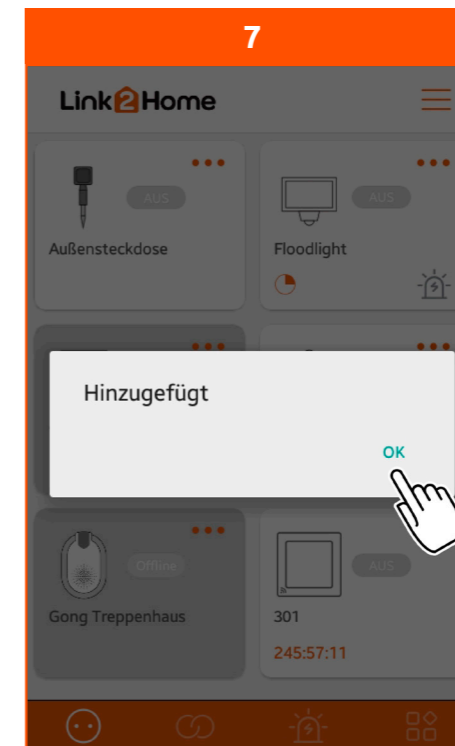 7
Link2Home
AUS
AUS
Außensteckdose
Floodlight
Hinzugefügt
OK
Offline
AUS
Gong Treppenhaus
301
245:57:11